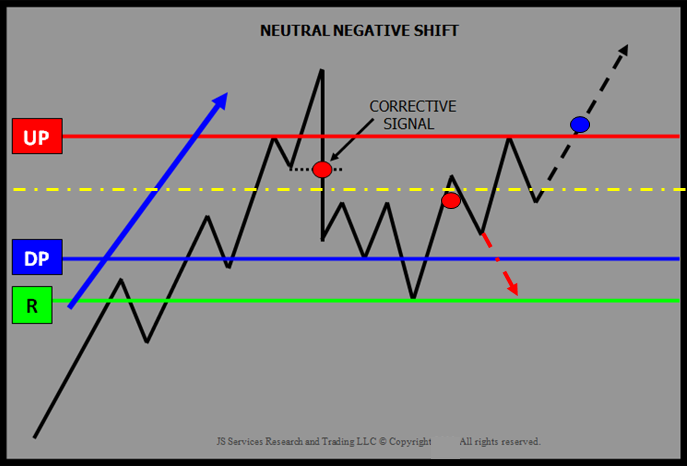 NEUTRAL NEGATIVE SHIFT
CORRECTIVE
SIGNAL
UP
DP
R
JS Services Research and Trading LLC © Copyright All rights reserved.